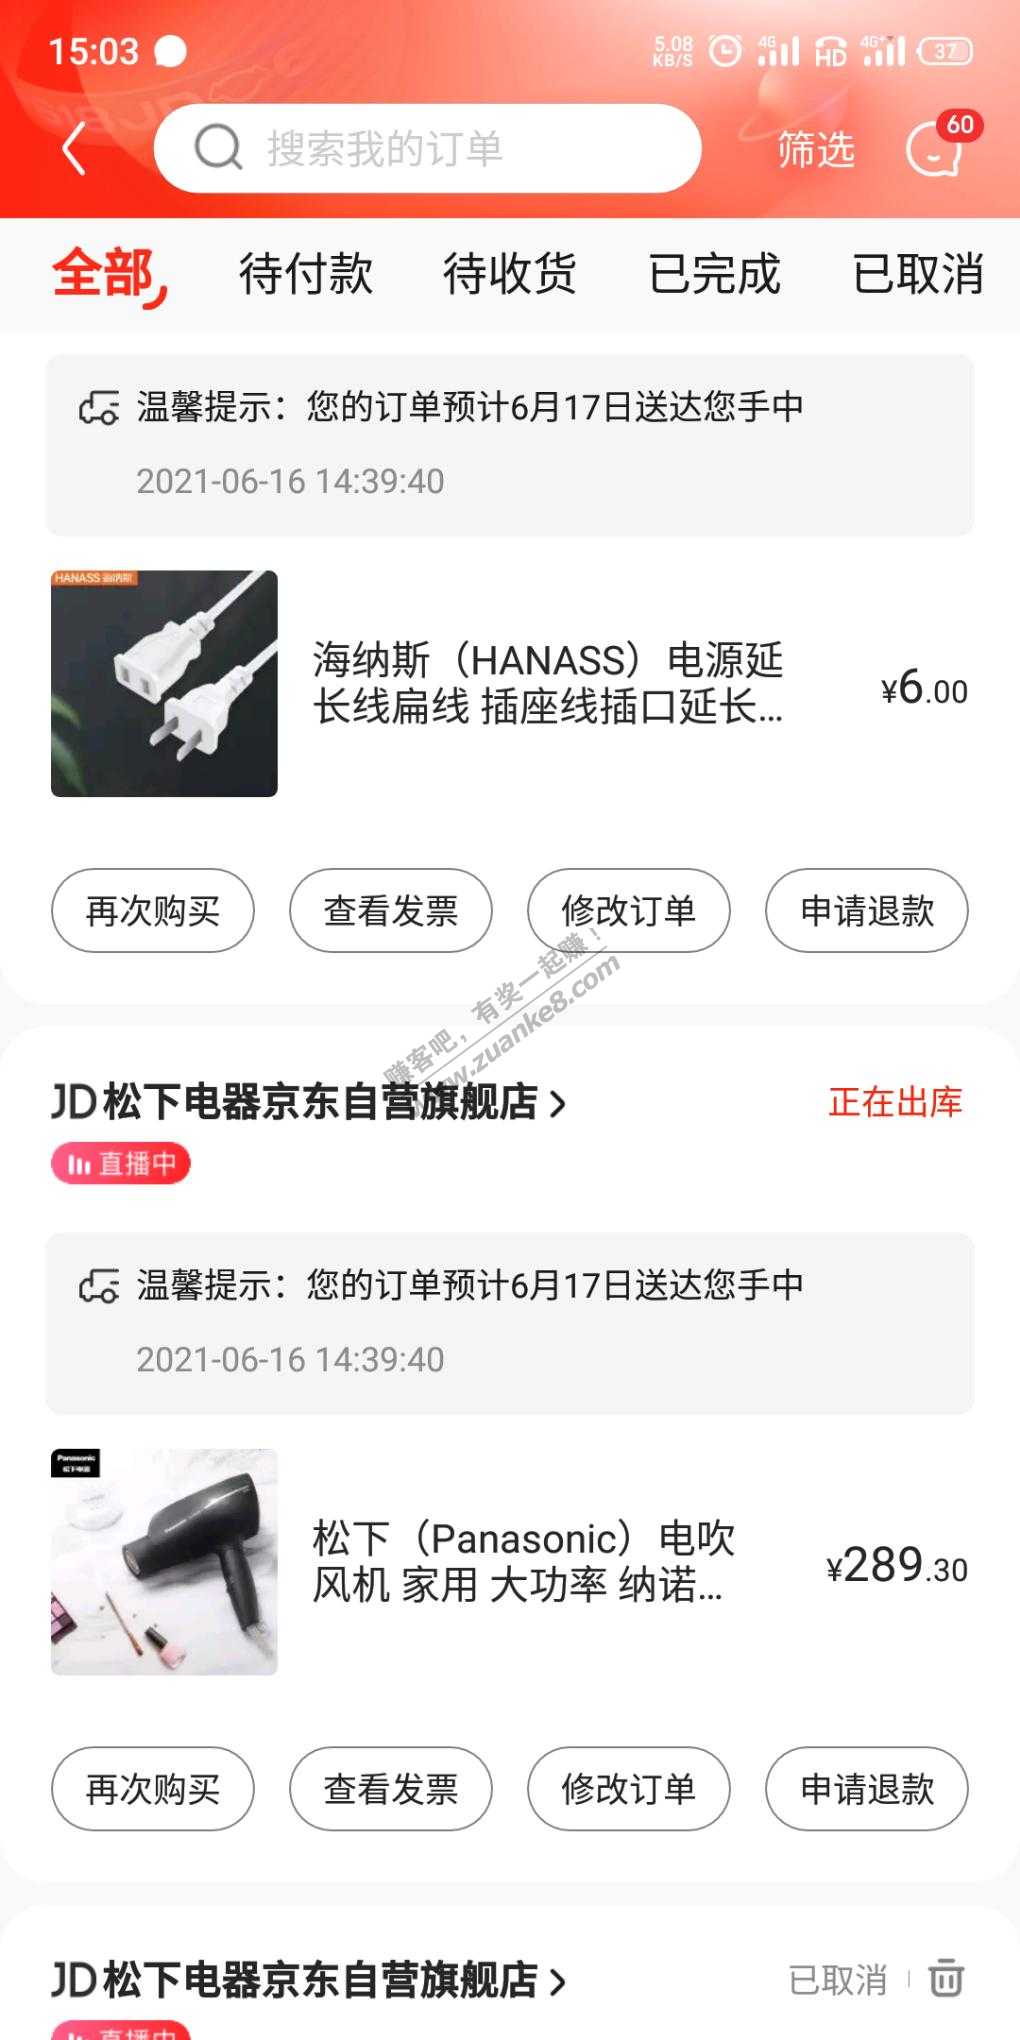 15:03
5.08 KB/S 4G HD 4G+ 37
搜索我的订单
筛选
60
全部 待付款 待收货 已完成 已取消
温馨提示：您的订单预计6月17日送达您手中
2021-06-16 14:39:40
HANASS 海纳斯
海纳斯（HANASS）电源延
长线扁线 插座线插口延长...
¥6.00
再次购买 查看发票 修改订单 申请退款
赚客吧，有奖一起赚！
www.zuanke8.com
JD 松下电器京东自营旗舰店 >
正在出库
直播中
温馨提示：您的订单预计6月17日送达您手中
2021-06-16 14:39:40
Panasonic
松下电器
松下（Panasonic）电吹
风机 家用 大功率 纳诺...
¥289.30
再次购买 查看发票 修改订单 申请退款
JD 松下电器京东自营旗舰店 >
已取消
直播中